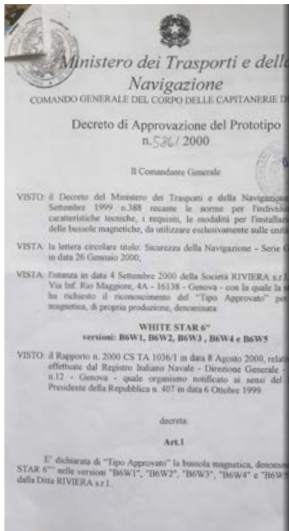 Ministero dei Trasporti e della
Navigazione
COMANDO GENERALE DEL CORPO DELLE CAPITANERIE D
Decreto di Approvazione del Prototipo
n.586/2000
Il Comandante Generale
VISTO: il Decreto del Ministero dei Trasporti e della Navigazione
Settembre 1999 n.388 recante le norme per l'individu
caratteristiche tecniche, i requisiti, le modalità per l'installaz
delle bussole magnetiche, da utilizzare esclusivamente sulle unità
VISTA: la lettera circolare titolo: Sicurezza della Navigazione - Serie G
in data 26 Gennaio 2000;
VISTA: l'istanza in data 4 Settembre 2000 della Società RIVIERA s.r.l.
Via Inf. Rio Maggiore, 4A - 16138 - Genova - con la quale la s
ha richiesto il riconoscimento del "Tipo Approvato" per
magnetica, di propria produzione, denominata:
WHITE STAR 6"
versioni: B6W1, B6W2, B6W3 , B6W4 e B6W5
VISTO: il Rapporto n. 2000 CS TA 1036/1 in data 8 Agosto 2000, relati
effettuate dal Registro Italiano Navale - Direzione Generale -
n.12 - Genova - quale organismo notificato ai sensi del
Presidente della Repubblica n. 407 in data 6 Ottobre 1999.
decreta:
Art.1
E' dichiarata di "Tipo Approvato" la bussola magnetica, denomin
STAR 6"" nelle versioni "B6W1", "B6W2", "B6W3", "B6W4" e "B6W5
dalla Ditta RIVIERA s.r.l..